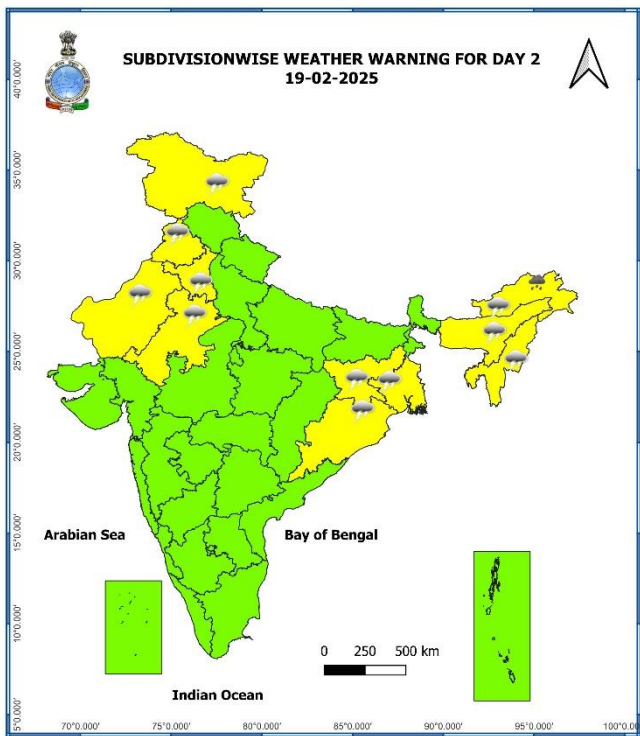 SUBDIVISIONWISE WEATHER WARNING FOR DAY 2
19-02-2025
40°0.000'
35°0.000'
30°0.000'
25°0.000'
20°0.000'
15°0.000'
10°0.000'
5°0.000'
Arabian Sea
Bay of Bengal
0 250 500 km
Indian Ocean
70°0.000' 75°0.000' 80°0.000' 85°0.000' 90°0.000' 95°0.000' 100°0.0